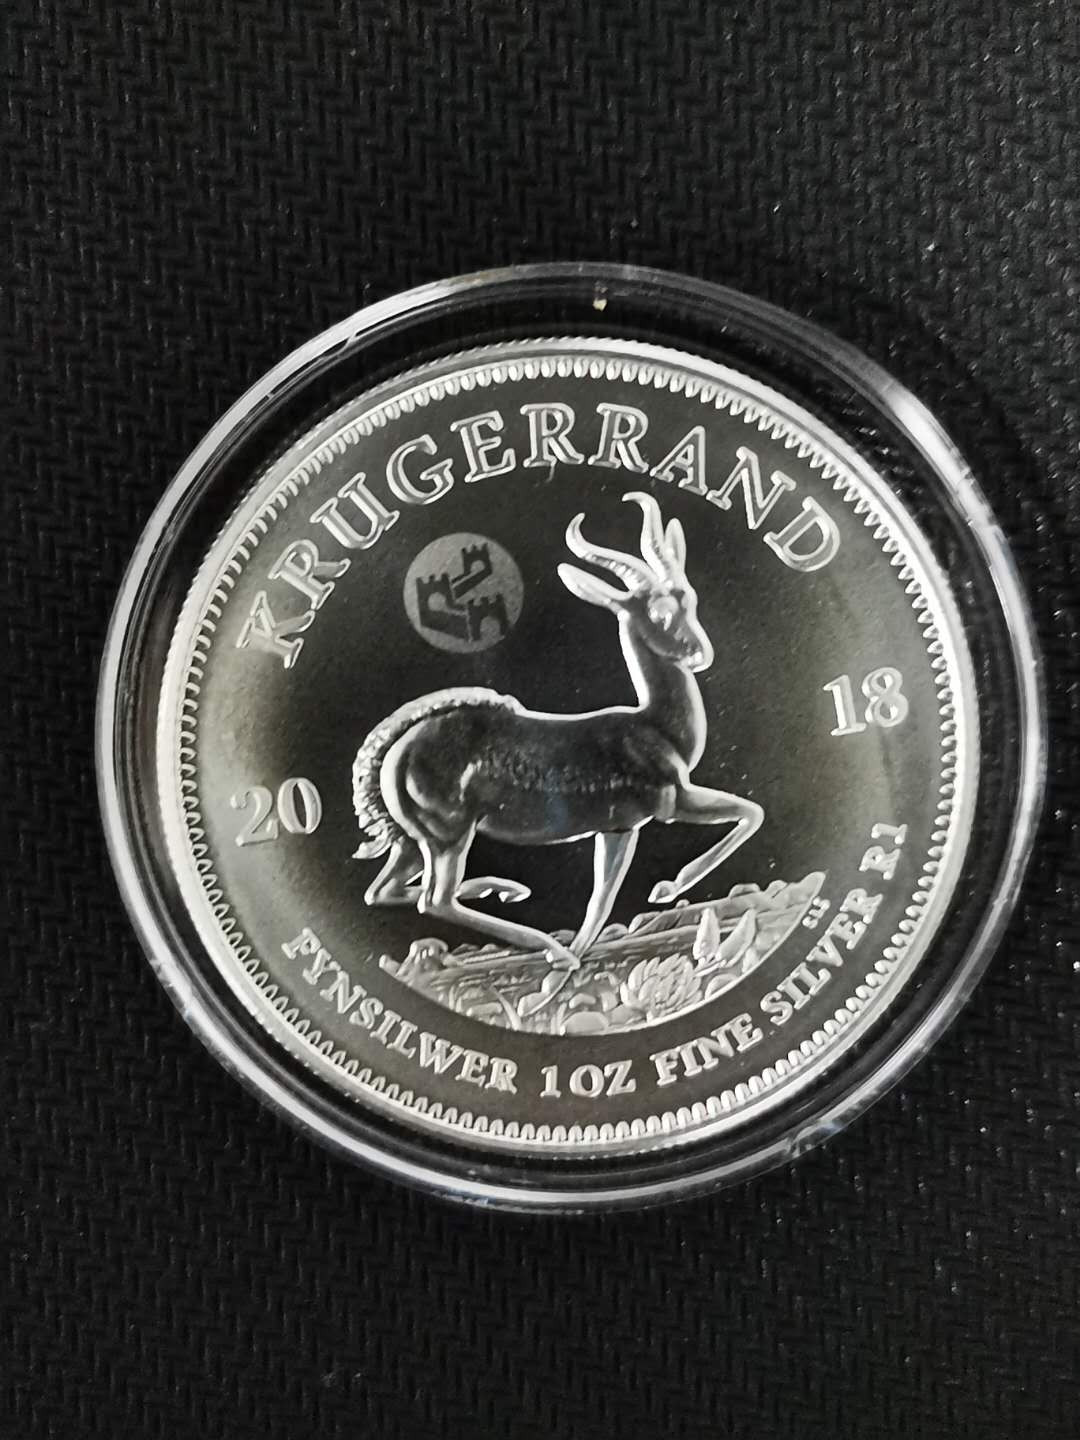 KRUGERRAND
20 18
FYNSILWER 1 OZ FINE SILVER R1